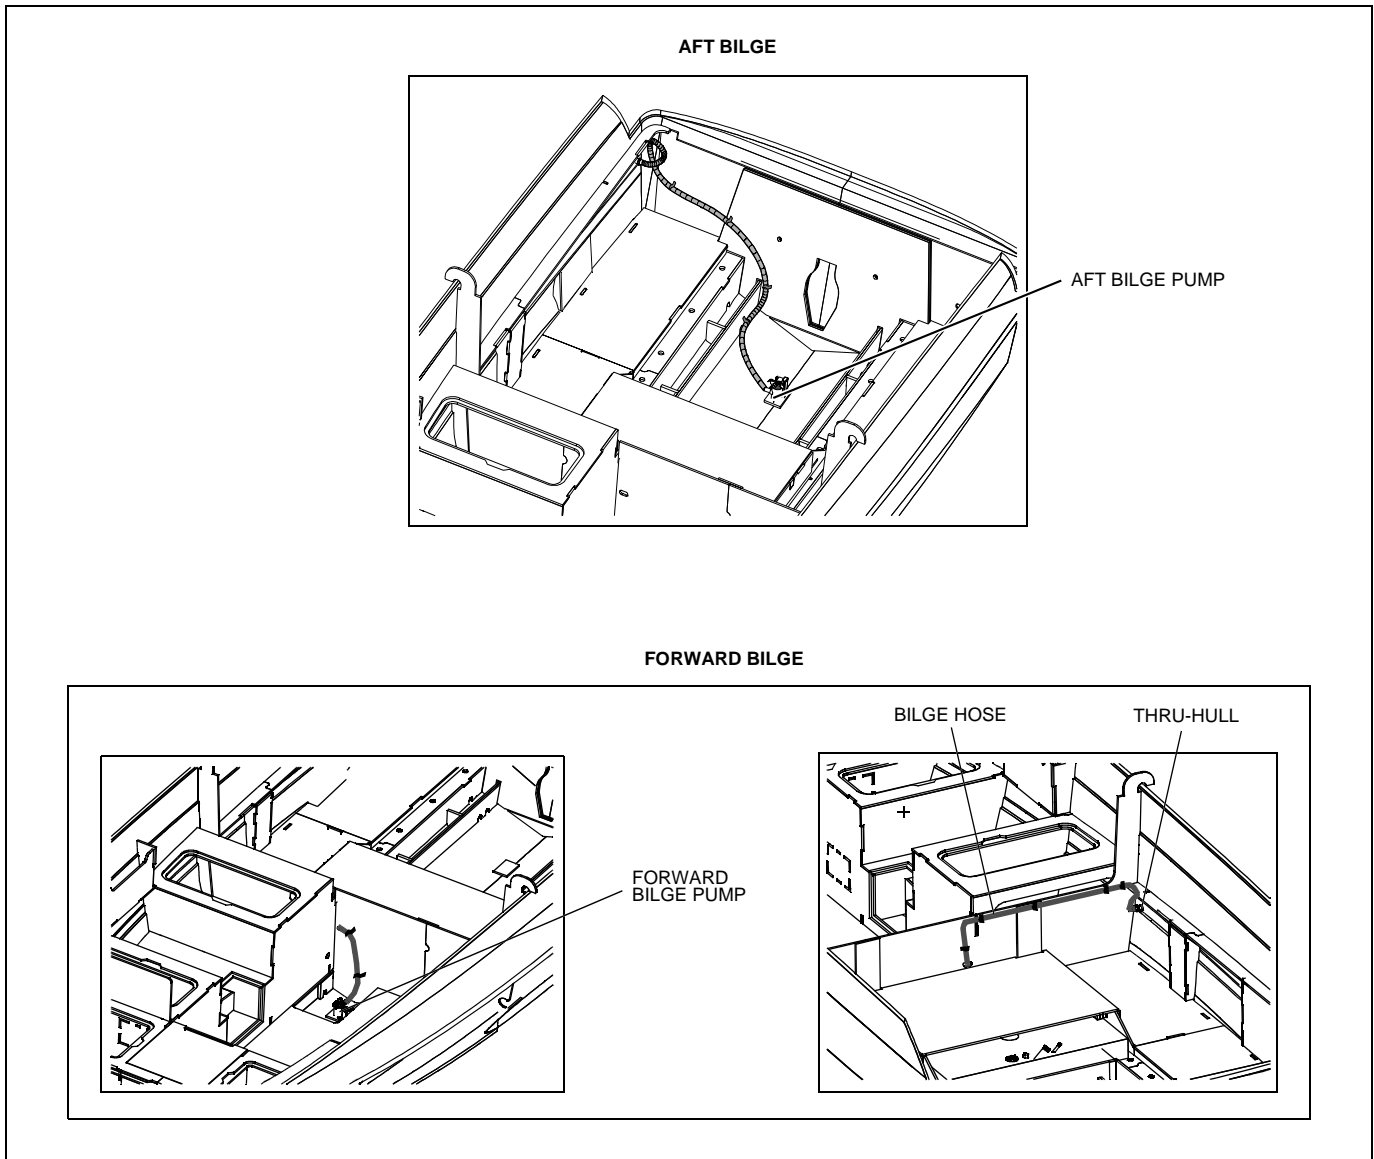 AFT BILGE
AFT BILGE PUMP
FORWARD BILGE
BILGE HOSE
THRU-HULL
FORWARD
BILGE PUMP